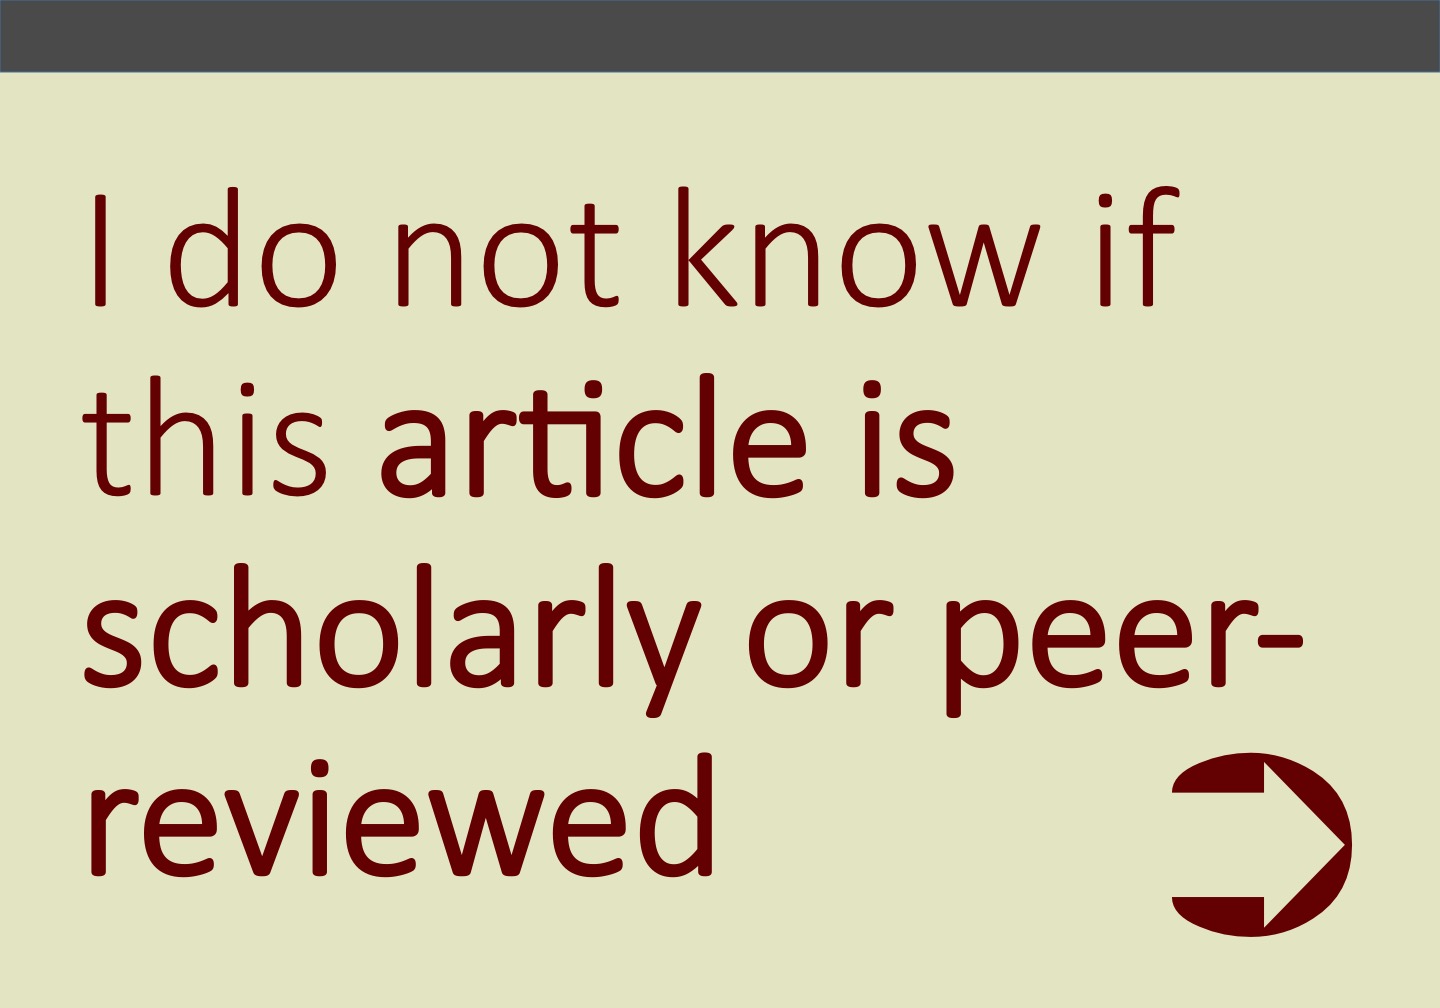 I do not know if
this article is
scholarly or peer-
reviewed